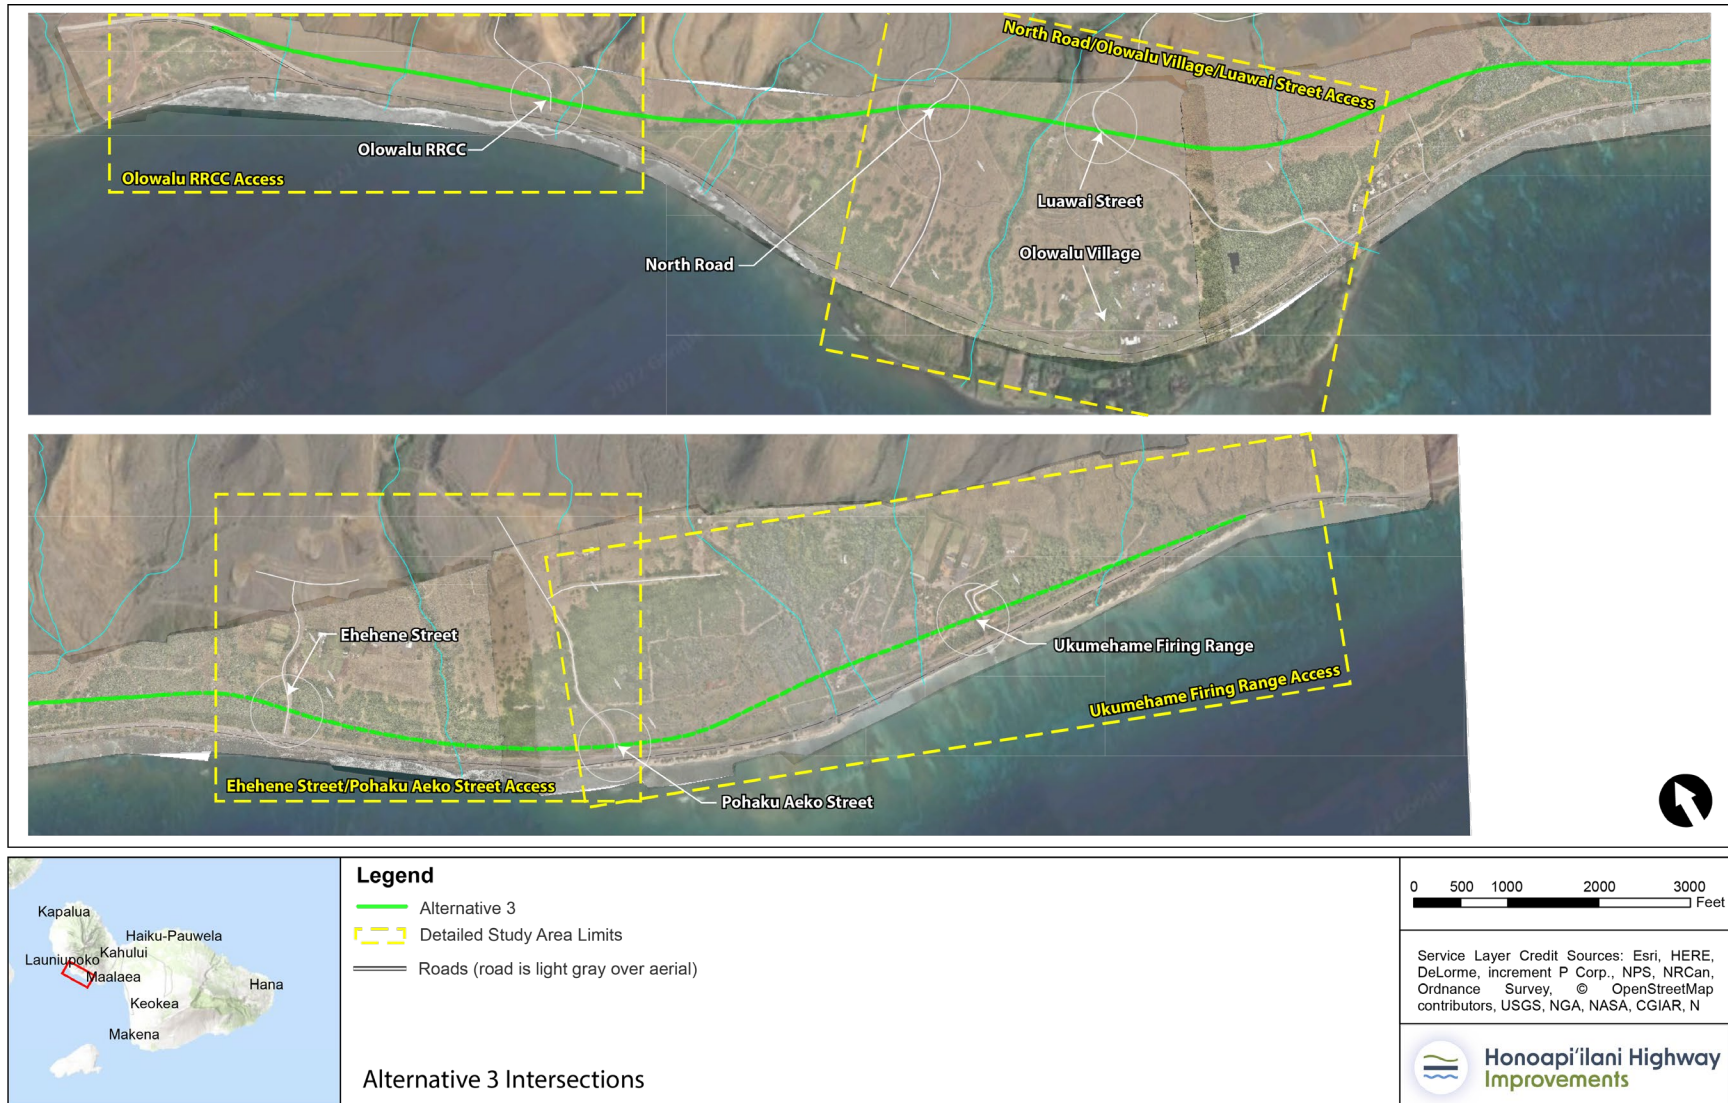 North Road/Olowalu Village/Luawai Street Access
Olowalu RRCC
Olowalu RRCC Access
Luawai Street
Olowalu Village
North Road
Ehehene Street
Ukumehame Firing Range
Ukumehame Firing Range Access
Ehehene Street/Pohaku Aeko Street Access
Pohaku Aeko Street
Kapalua
Haiku-Pauwela
Kahului
Launiupoko
Maalaea
Hana
Keokea
Makena
Legend
Alternative 3
Detailed Study Area Limits
Roads (road is light gray over aerial)
Alternative 3 Intersections
0 500 1000 2000 3000
Feet
Service Layer Credit Sources: Esri, HERE,
DeLorme, increment P Corp., NPS, NRCan,
Ordnance Survey, © OpenStreetMap
contributors, USGS, NGA, NASA, CGIAR, N
Honoapi'ilani Highway
Improvements